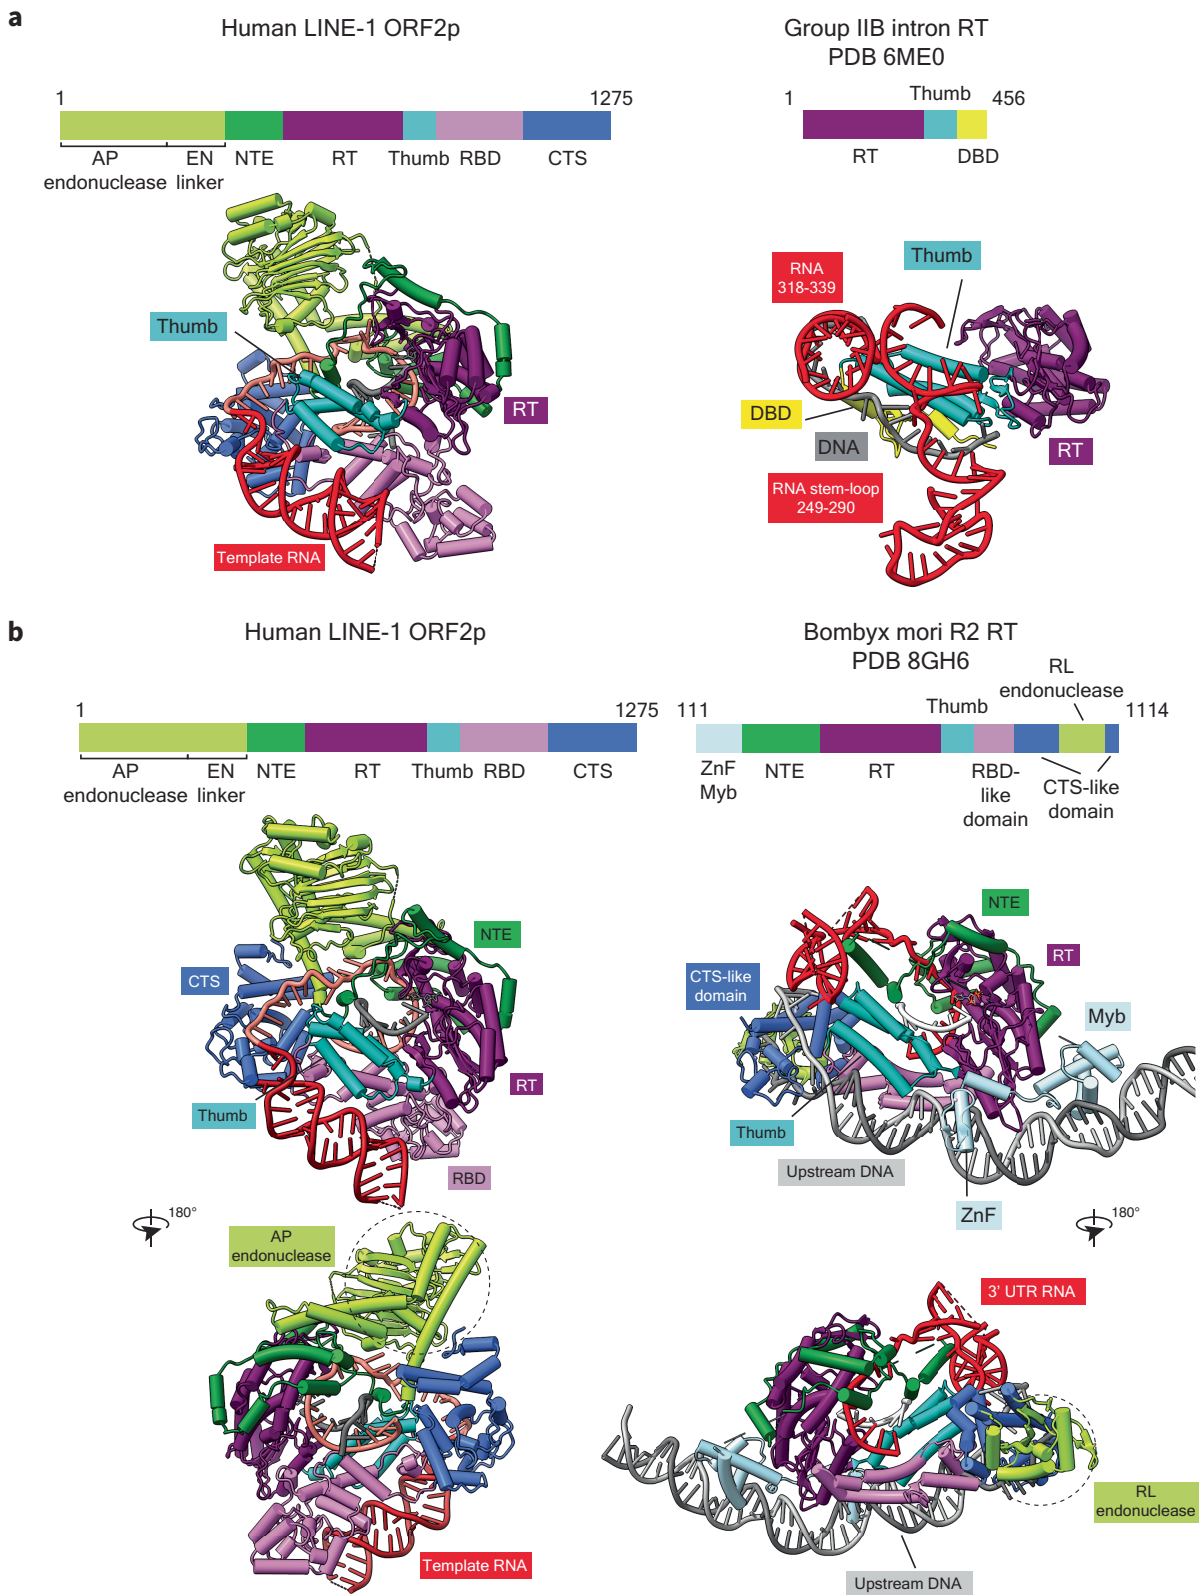 a
Human LINE-1 ORF2p
Group IIB intron RT
PDB 6ME0
1
1275
AP
endonuclease
EN
linker
NTE
RT
Thumb
RBD
CTS
1
Thumb
456
RT
DBD
Thumb
RT
Template RNA
RNA
318-339
Thumb
DBD
DNA
RT
RNA stem-loop
249-290
b
Human LINE-1 ORF2p
Bombyx mori R2 RT
PDB 8GH6
1
1275
AP
endonuclease
EN
linker
NTE
RT
Thumb
RBD
CTS
RL
endonuclease
111
Thumb
1114
ZnF
Myb
NTE
RT
RBD-
like
domain
CTS-like
domain
NTE
CTS
RT
Thumb
RBD
NTE
RT
CTS-like
domain
Myb
Thumb
Upstream DNA
ZnF
180°
180°
AP
endonuclease
Template RNA
3' UTR RNA
RL
endonuclease
Upstream DNA